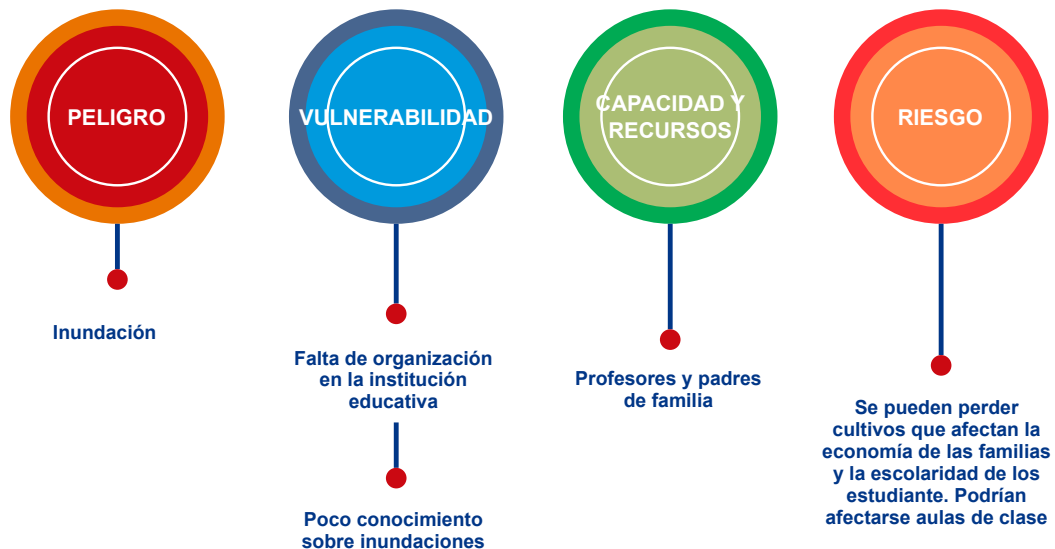 PELIGRO
Inundación
VULNERABILIDAD
Falta de organización
en la institución
educativa
Poco conocimiento
sobre inundaciones
CAPACIDAD Y
RECURSOS
Profesores y padres
de familia
RIESGO
Se pueden perder
cultivos que afectan la
economía de las familias
y la escolaridad de los
estudiante. Podrían
afectarse aulas de clase